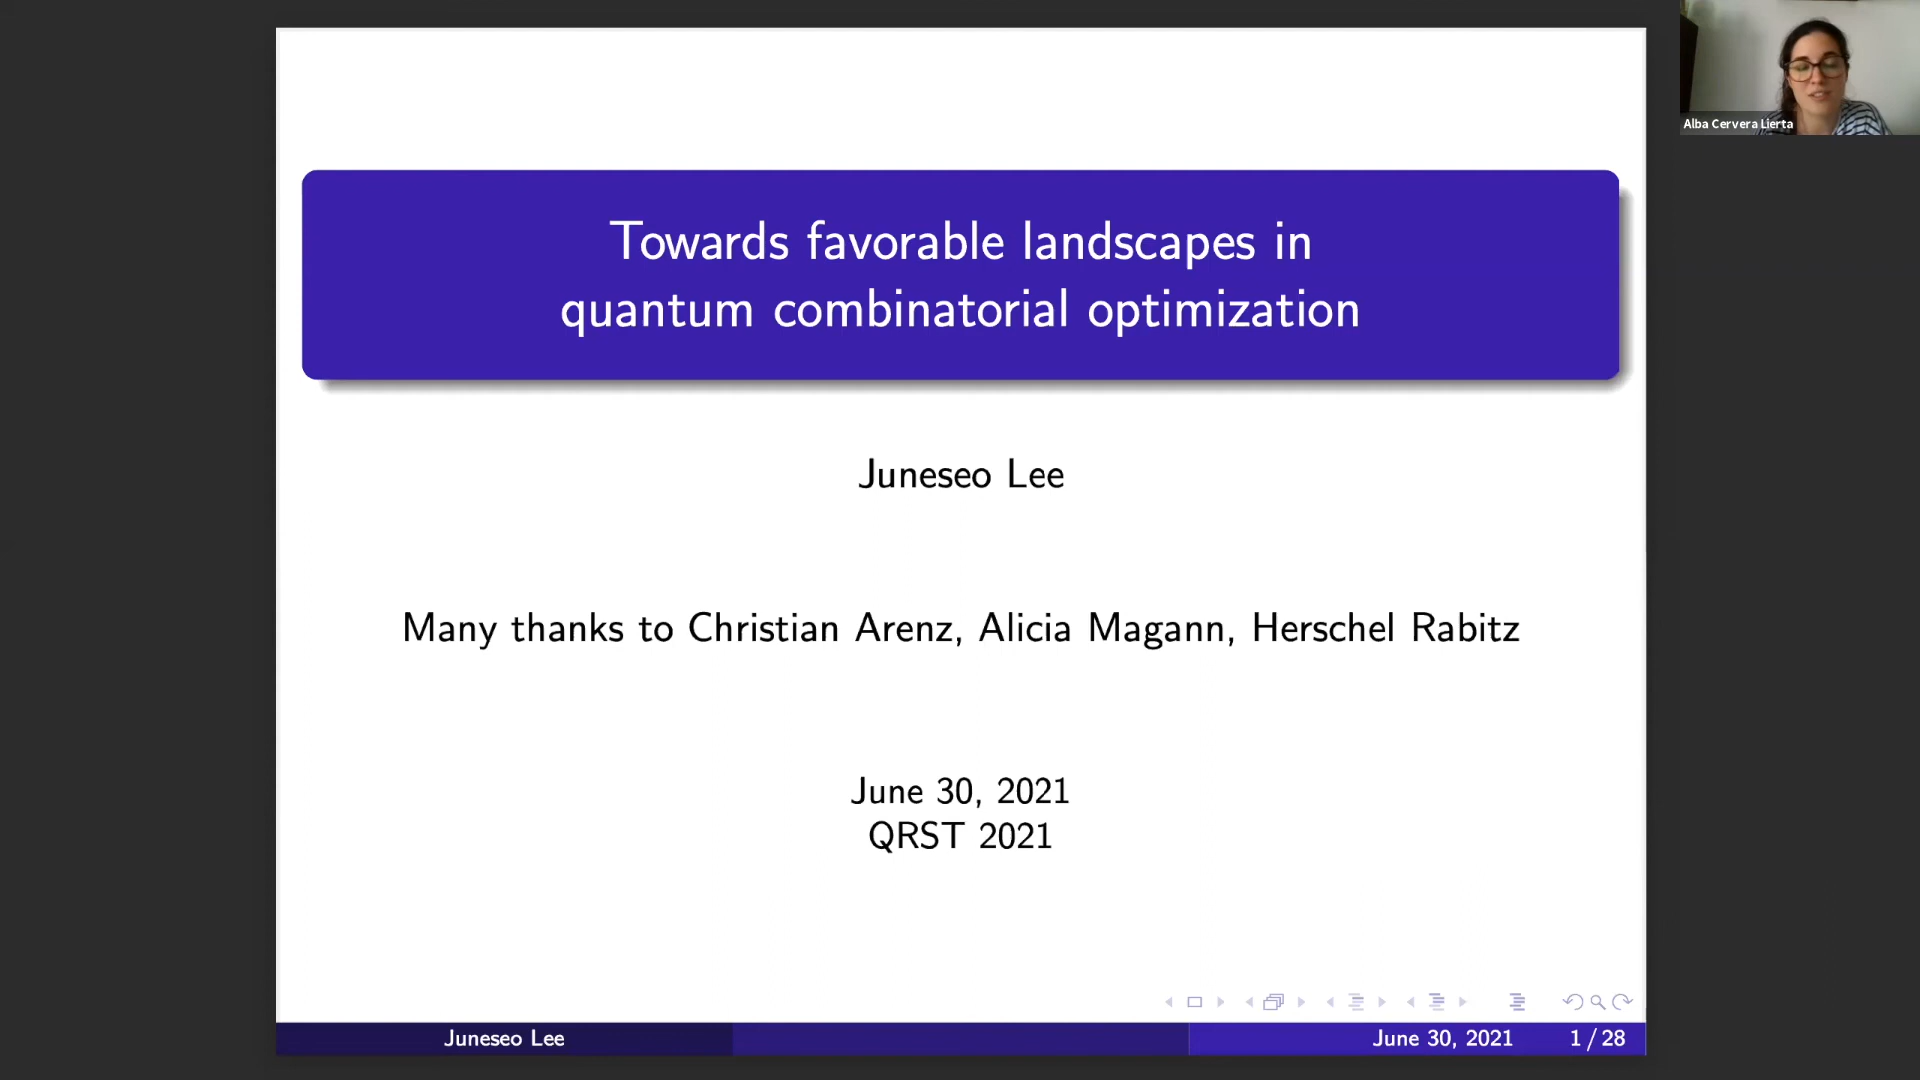 Alba Cervera Lierta
Towards favorable landscapes in
quantum combinatorial optimization
Juneseo Lee
Many thanks to Christian Arenz, Alicia Magann, Herschel Rabitz
June 30, 2021
QRST 2021
Juneseo Lee
June 30, 2021
1 / 28